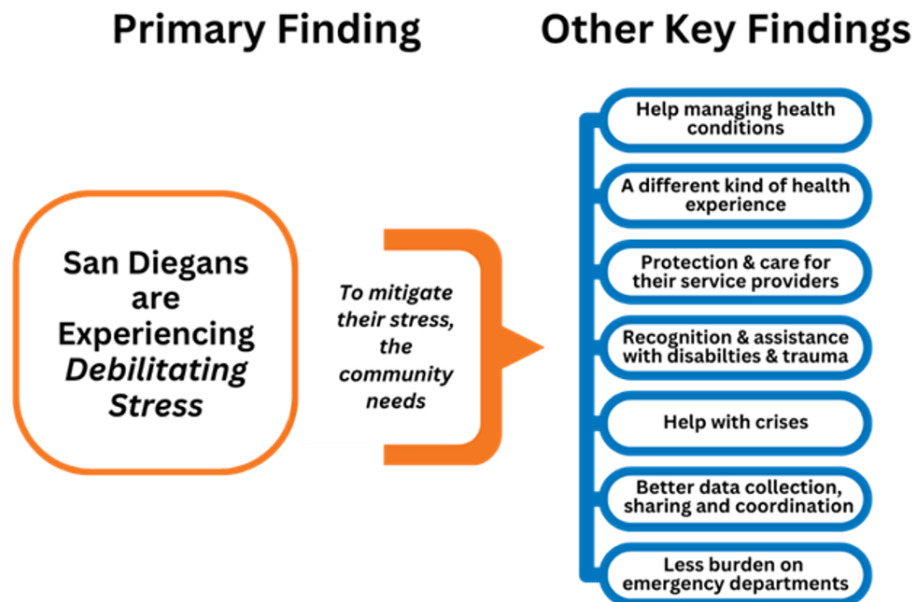 Primary Finding
Other Key Findings
San Diegans
are
Experiencing
Debilitating
Stress
To mitigate
their stress,
the
community
needs
Help managing health
conditions
A different kind of health
experience
Protection & care for
their service providers
Recognition & assistance
with disabilties & trauma
Help with crises
Better data collection,
sharing and coordination
Less burden on
emergency departments